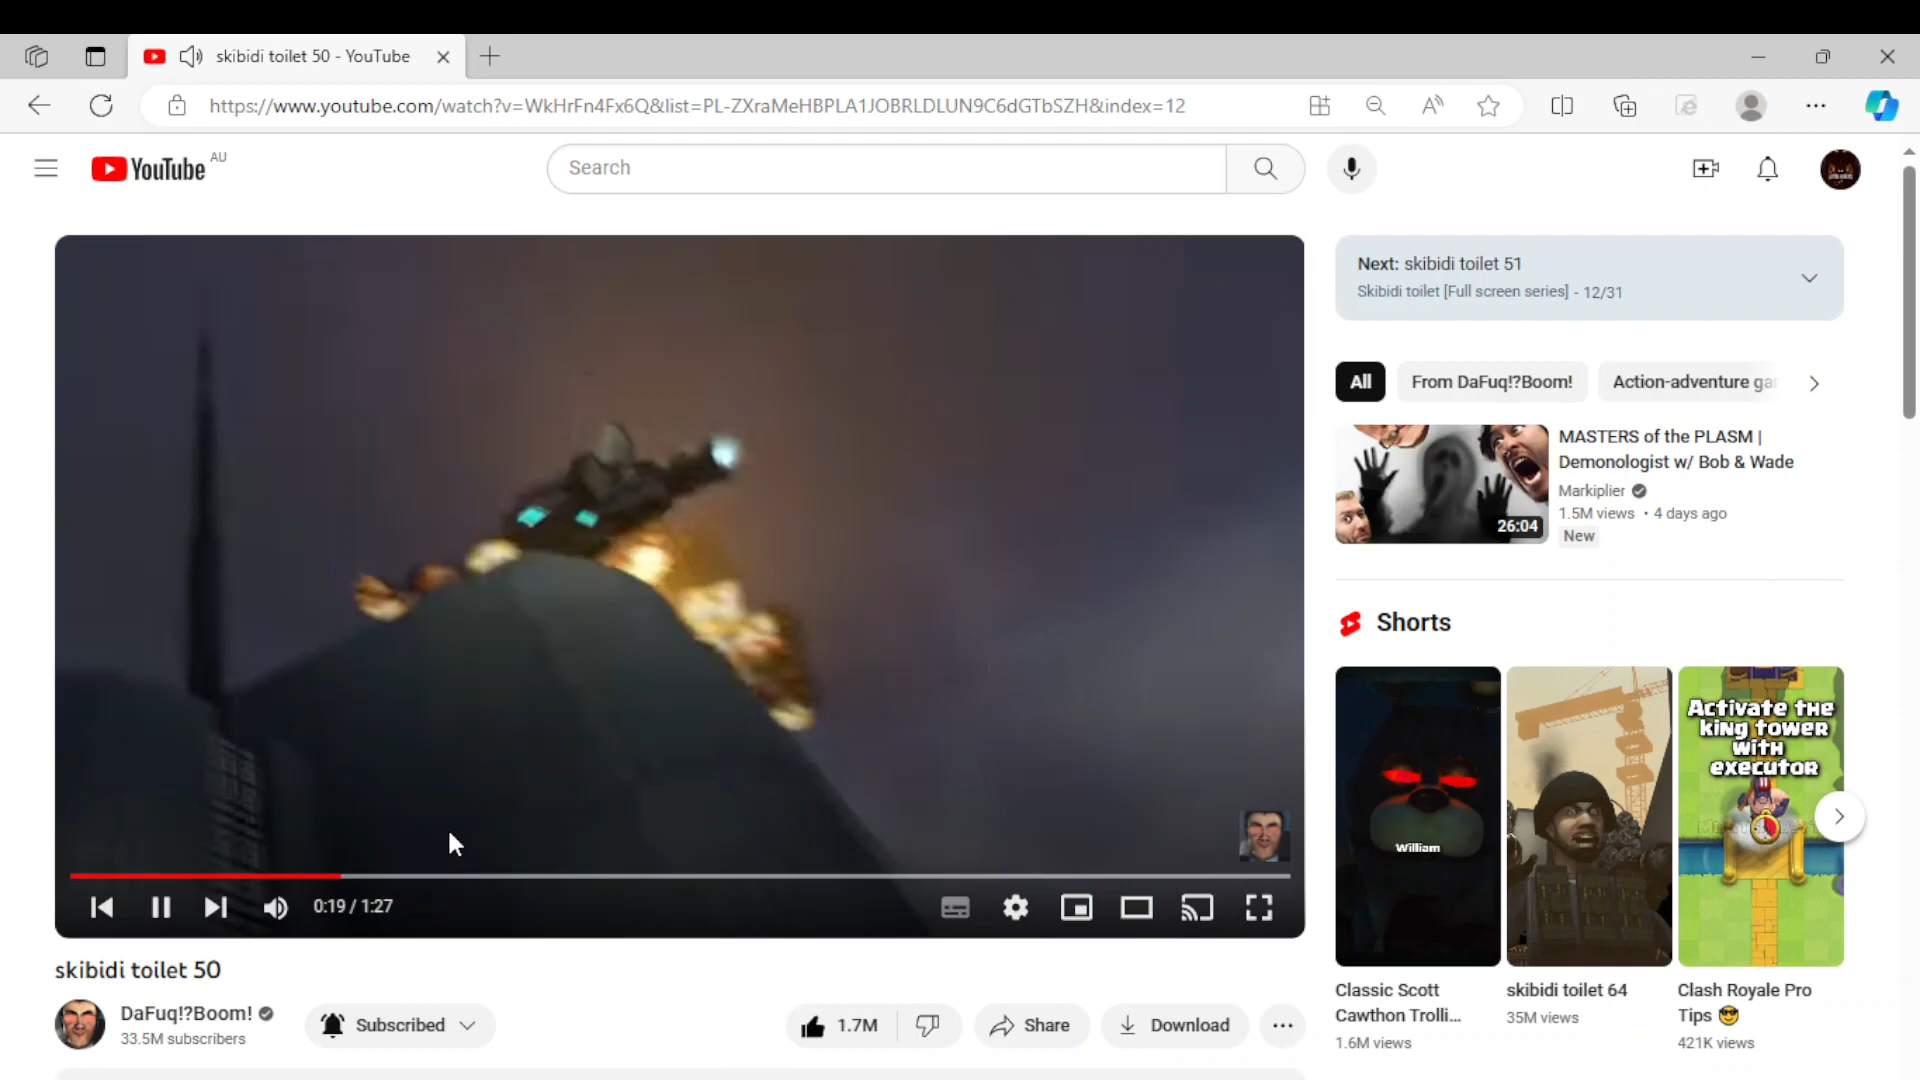 skibidi toilet 50 - YouTube
https://www.youtube.com/watch?v=WkHrFn4Fx6Q&list=PL-ZXraMeHBPLA1JOBRLDLUN9C6dGTbSZH&index=12
YouTube AU
Search
Next: skibidi toilet 51
Skibidi toilet [Full screen series] - 12/31
All
From DaFuq!?Boom!
Action-adventure ga
MASTERS of the PLASM |
Demonologist w/ Bob & Wade
Markiplier
1.5M views • 4 days ago
New
26:04
Shorts
William
Activate the
king tower
with
executor
Classic Scott
Cawthon Trolli...
1.6M views
skibidi toilet 64
35M views
Clash Royale Pro
Tips 😎
421K views
0:19 / 1:27
skibidi toilet 50
DaFuq!?Boom!
33.5M subscribers
Subscribed
1.7M
Share
Download